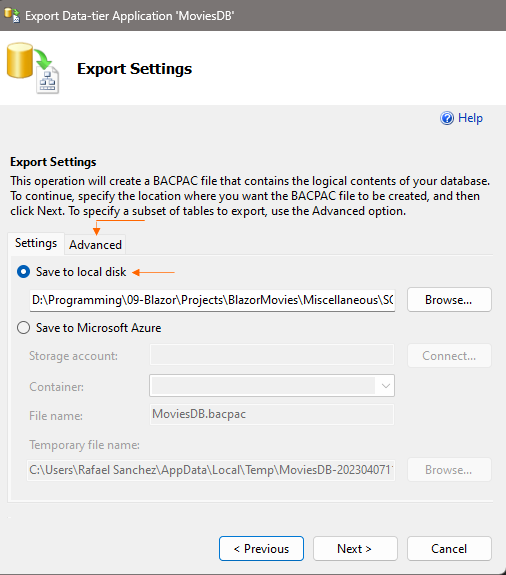 Export Data-tier Application 'MoviesDB'
Export Settings
Help
Export Settings
This operation will create a BACPAC file that contains the logical contents of your database.
To continue, specify the location where you want the BACPAC file to be created, and then
click Next. To specify a subset of tables to export, use the Advanced option.
Settings Advanced
Save to local disk
D:\Programming\09-Blazor\Projects\BlazorMovies\Miscellaneous\SQ Browse...
Save to Microsoft Azure
Storage account: Connect...
Container:
File name: MoviesDB.bacpac
Temporary file name:
C:\Users\Rafael Sanchez\AppData\Local\Temp\MoviesDB-2023040711 Browse...
< Previous Next > Cancel